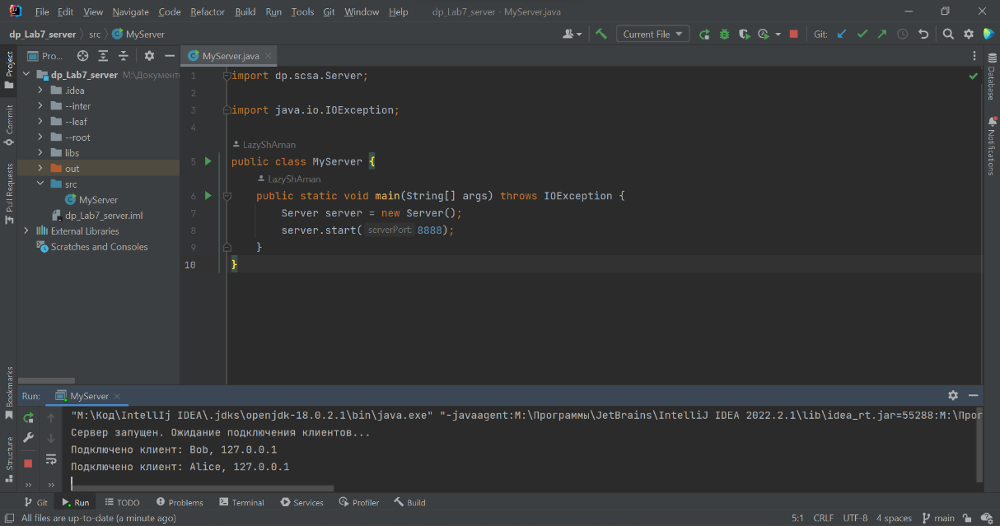 File Edit View Navigate Code Refactor Build Run Tools Git Window Help dp_Lab7_server - MyServer.java
dp_Lab7_server src MyServer Current File Git:
Project
Commit
Pull Requests
Bookmarks
Structure
Pro...
dp_Lab7_server M:\Документ
.idea
--inter
--leaf
--root
libs
out
src
MyServer
dp_Lab7_server.iml
External Libraries
Scratches and Consoles
MyServer.java
1 import dp.scsa.Server;
2
3 import java.io.IOException;
4
LazyShAman
5 public class MyServer {
LazyShAman
6 public static void main(String[] args) throws IOException {
7 Server server = new Server();
8 server.start( serverPort: 8888);
9 }
10 }
Database
Notifications
Run: MyServer
"M:\Код\IntellIj IDEA\.jdks\openjdk-18.0.2.1\bin\java.exe" "-javaagent:M:\Программы\JetBrains\IntelliJ IDEA 2022.2.1\lib\idea_rt.jar=55288:M:\Прог
Сервер запущен. Ожидание подключения клиентов...
Подключено клиент: Bob, 127.0.0.1
Подключено клиент: Alice, 127.0.0.1
Git Run TODO Problems Terminal Services Profiler Build
All files are up-to-date (a minute ago) 5:1 CRLF UTF-8 4 spaces main